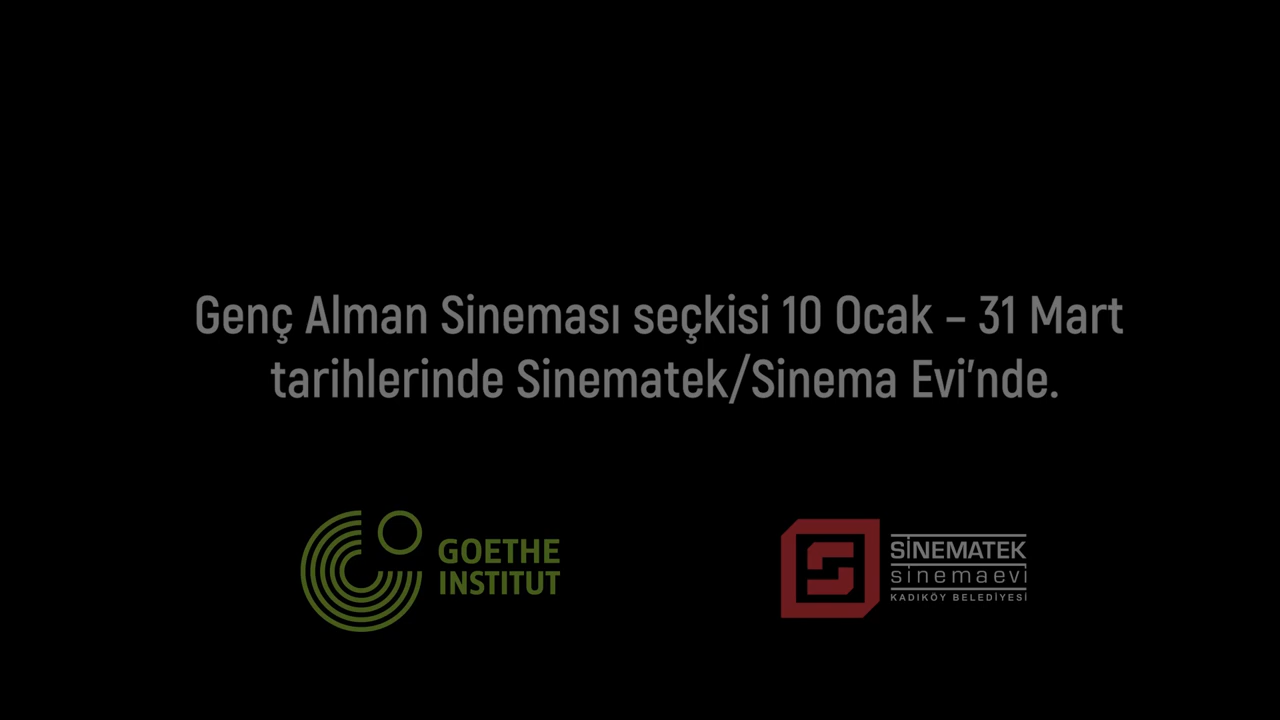 Genç Alman Sineması seçkisi 10 Ocak – 31 Mart
tarihlerinde Sinematek/Sinema Evi'nde.
GOETHE
INSTITUT
SİNEMATEK
sinemaevi
KADIKÖY BELEDİYESİ